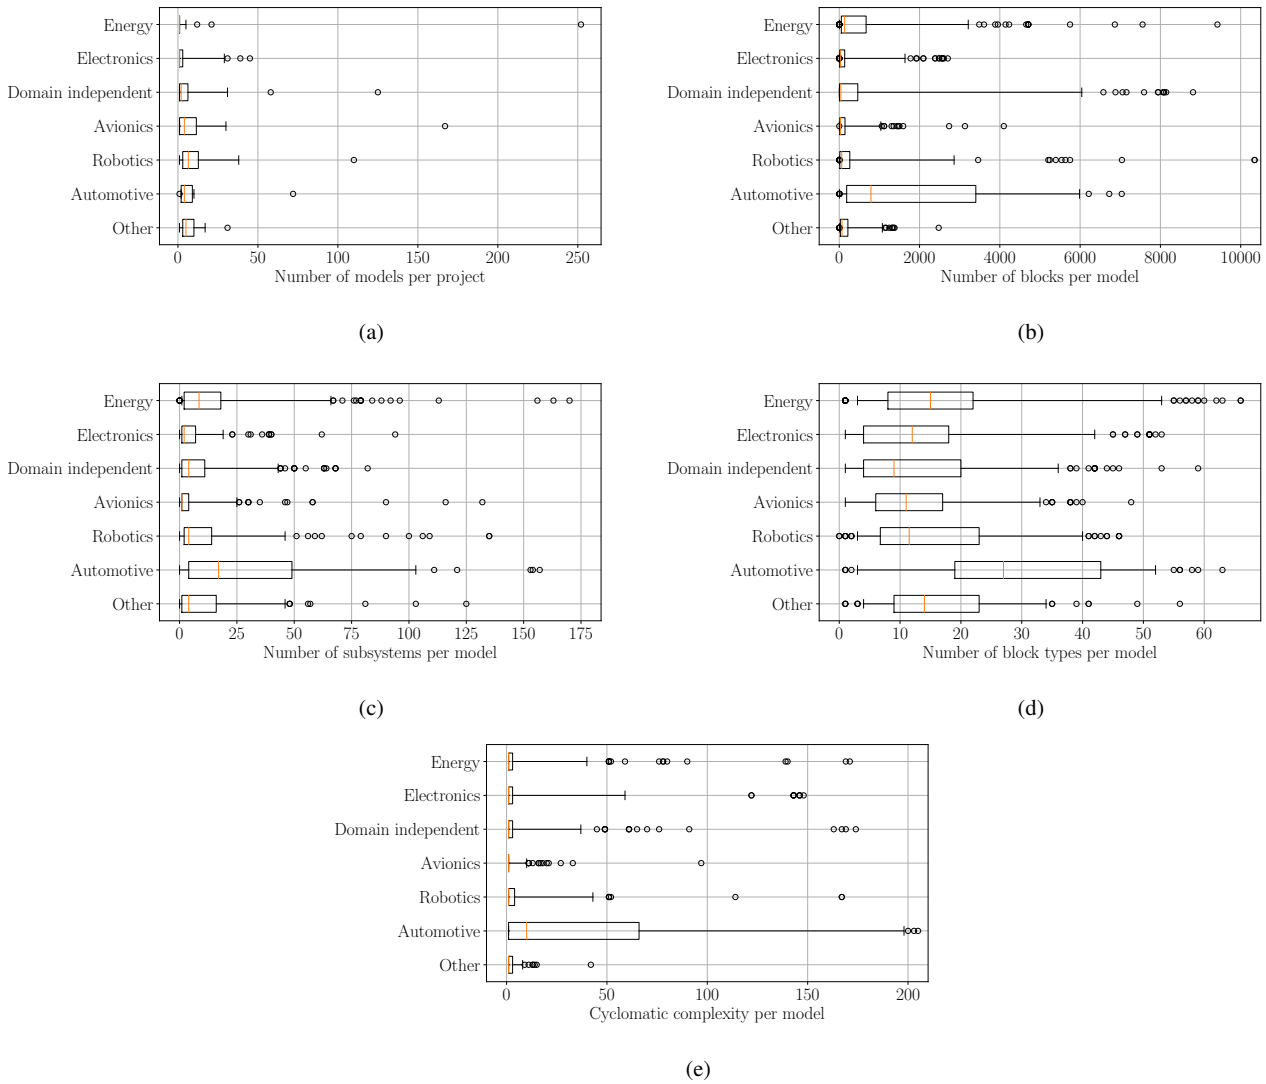 Energy
Electronics
Domain independent
Avionics
Robotics
Automotive
Other
0 50 100 150 200 250
Number of models per project
(a)
Energy
Electronics
Domain independent
Avionics
Robotics
Automotive
Other
0 2000 4000 6000 8000 10000
Number of blocks per model
(b)
Energy
Electronics
Domain independent
Avionics
Robotics
Automotive
Other
0 25 50 75 100 125 150 175
Number of subsystems per model
(c)
Energy
Electronics
Domain independent
Avionics
Robotics
Automotive
Other
0 10 20 30 40 50 60
Number of block types per model
(d)
Energy
Electronics
Domain independent
Avionics
Robotics
Automotive
Other
0 50 100 150 200
Cyclomatic complexity per model
(e)